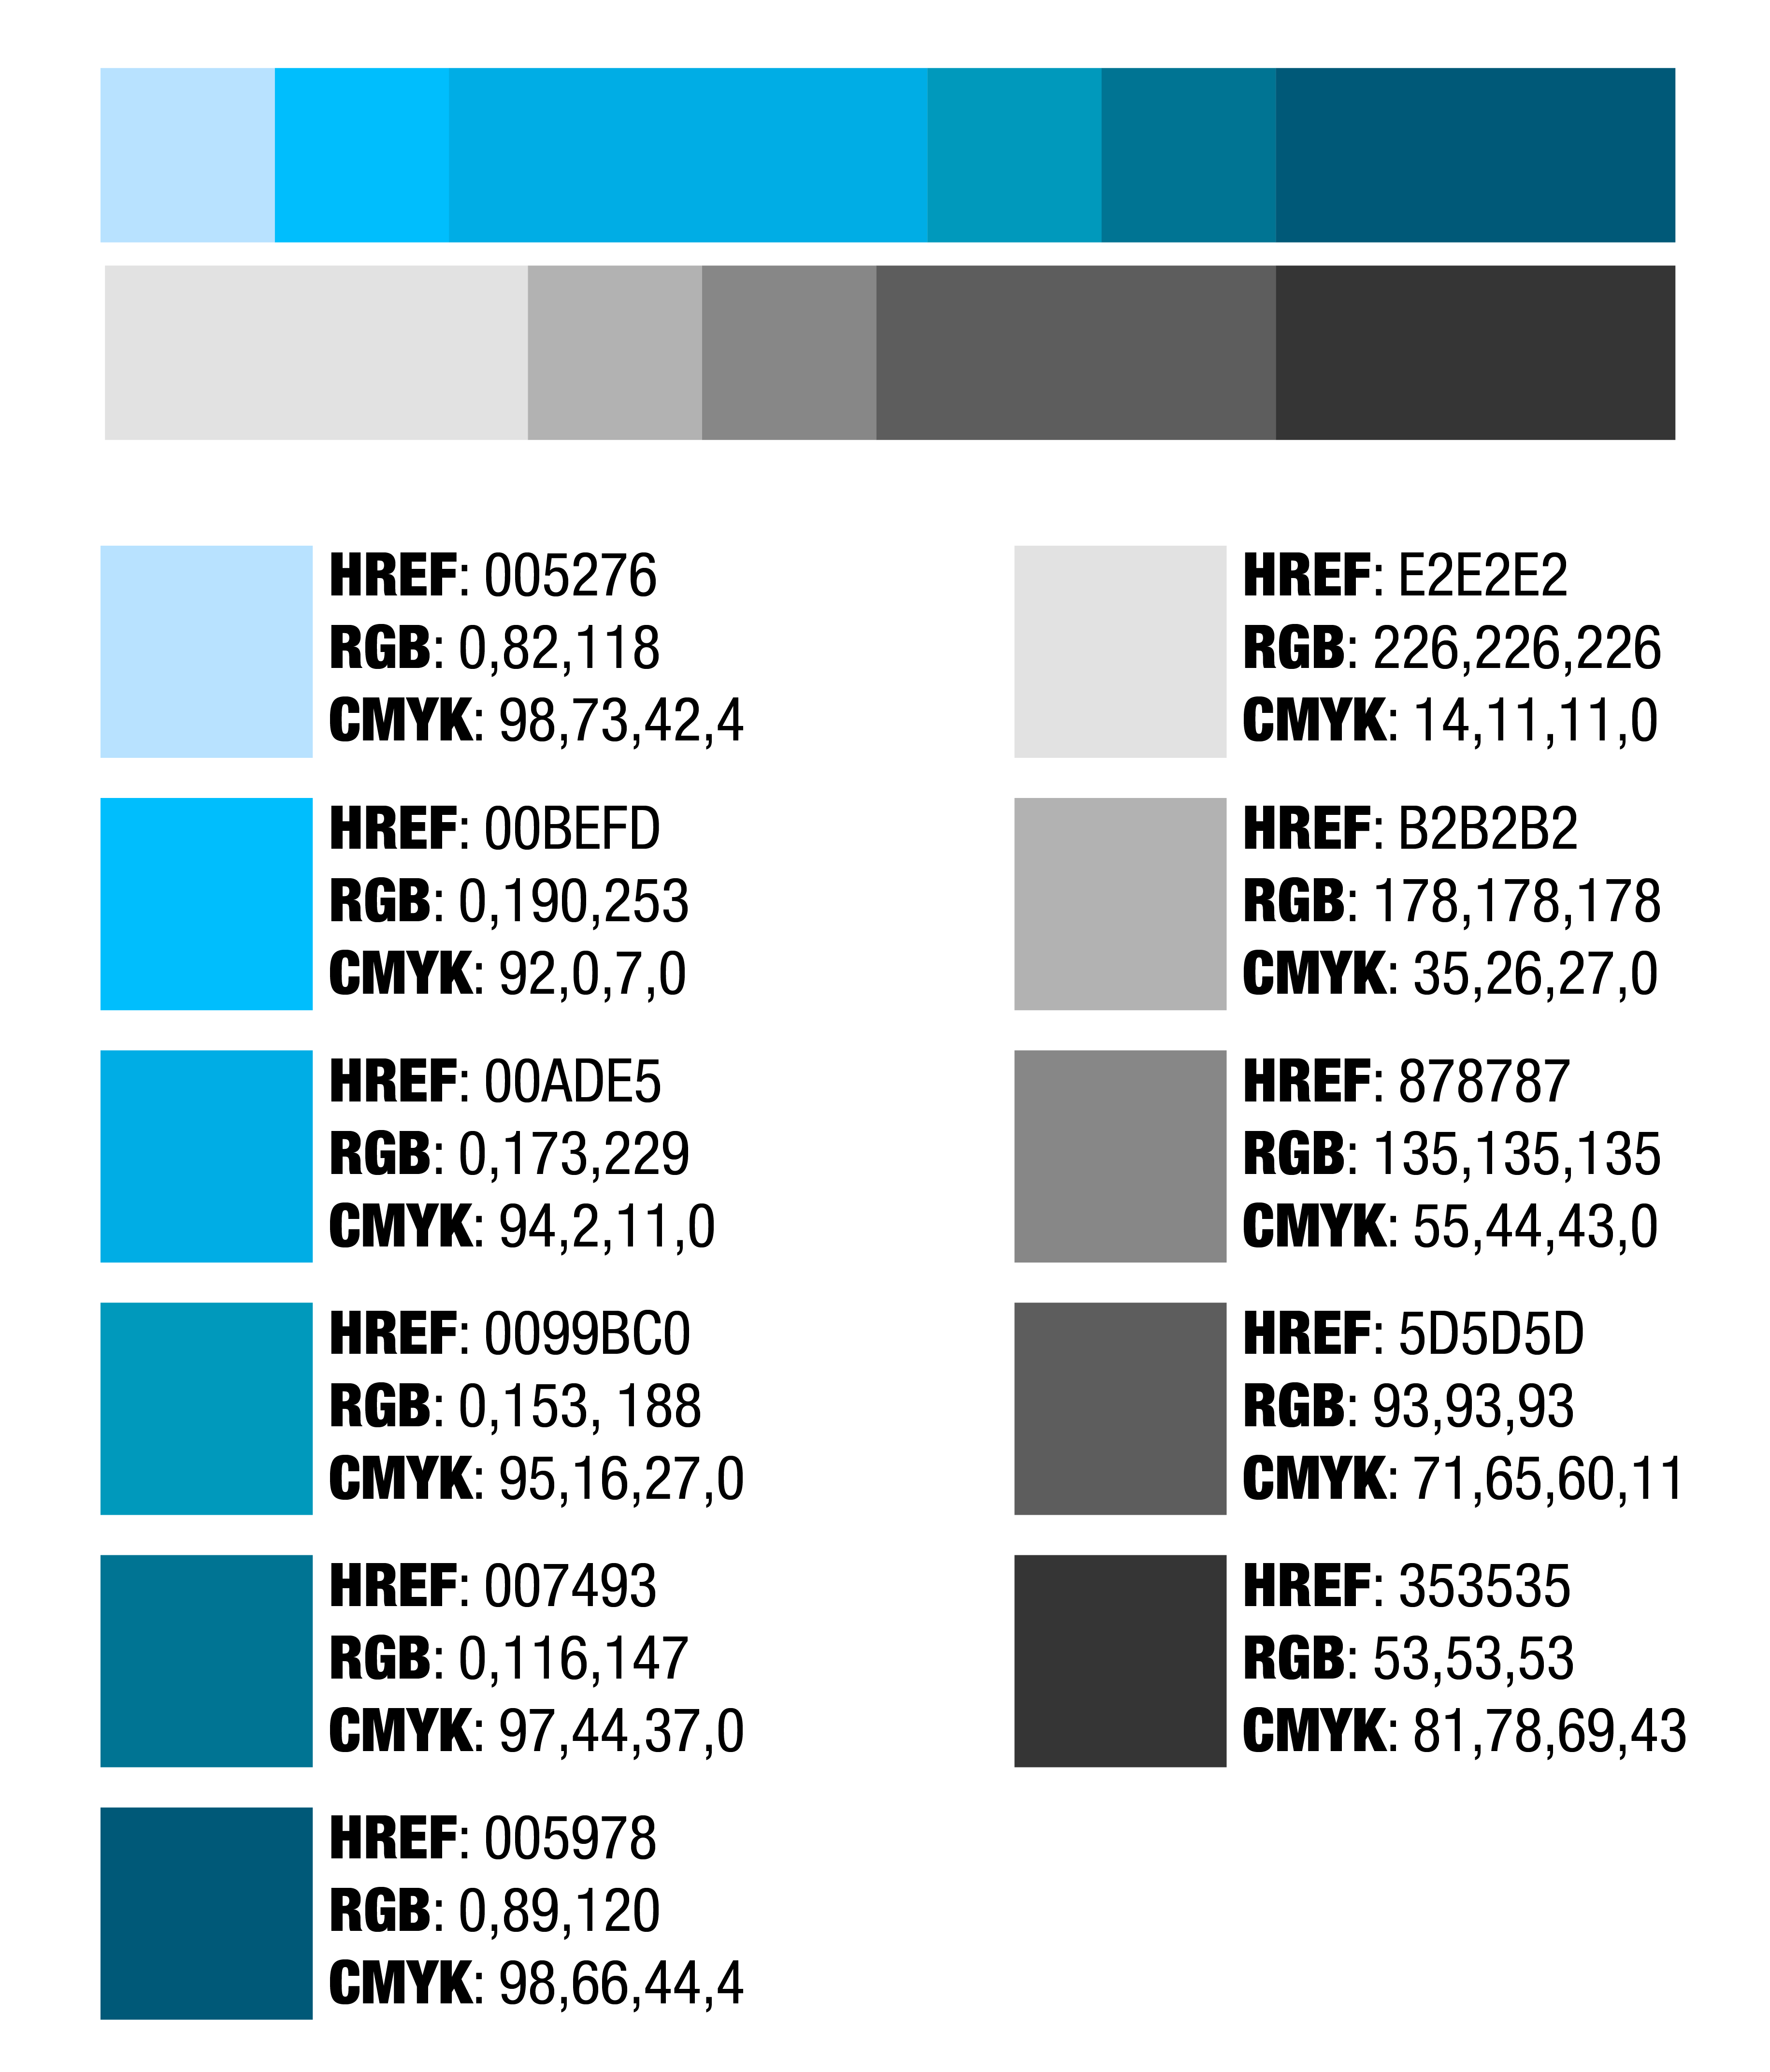 HREF: 005276
RGB: 0,82,118
CMYK: 98,73,42,4
HREF: 00BEFD
RGB: 0,190,253
CMYK: 92,0,7,0
HREF: 00ADE5
RGB: 0,173,229
CMYK: 94,2,11,0
HREF: 0099BC0
RGB: 0,153, 188
CMYK: 95,16,27,0
HREF: 007493
RGB: 0,116,147
CMYK: 97,44,37,0
HREF: 005978
RGB: 0,89,120
CMYK: 98,66,44,4
HREF: E2E2E2
RGB: 226,226,226
CMYK: 14,11,11,0
HREF: B2B2B2
RGB: 178,178,178
CMYK: 35,26,27,0
HREF: 878787
RGB: 135,135,135
CMYK: 55,44,43,0
HREF: 5D5D5D
RGB: 93,93,93
CMYK: 71,65,60,11
HREF: 353535
RGB: 53,53,53
CMYK: 81,78,69,43